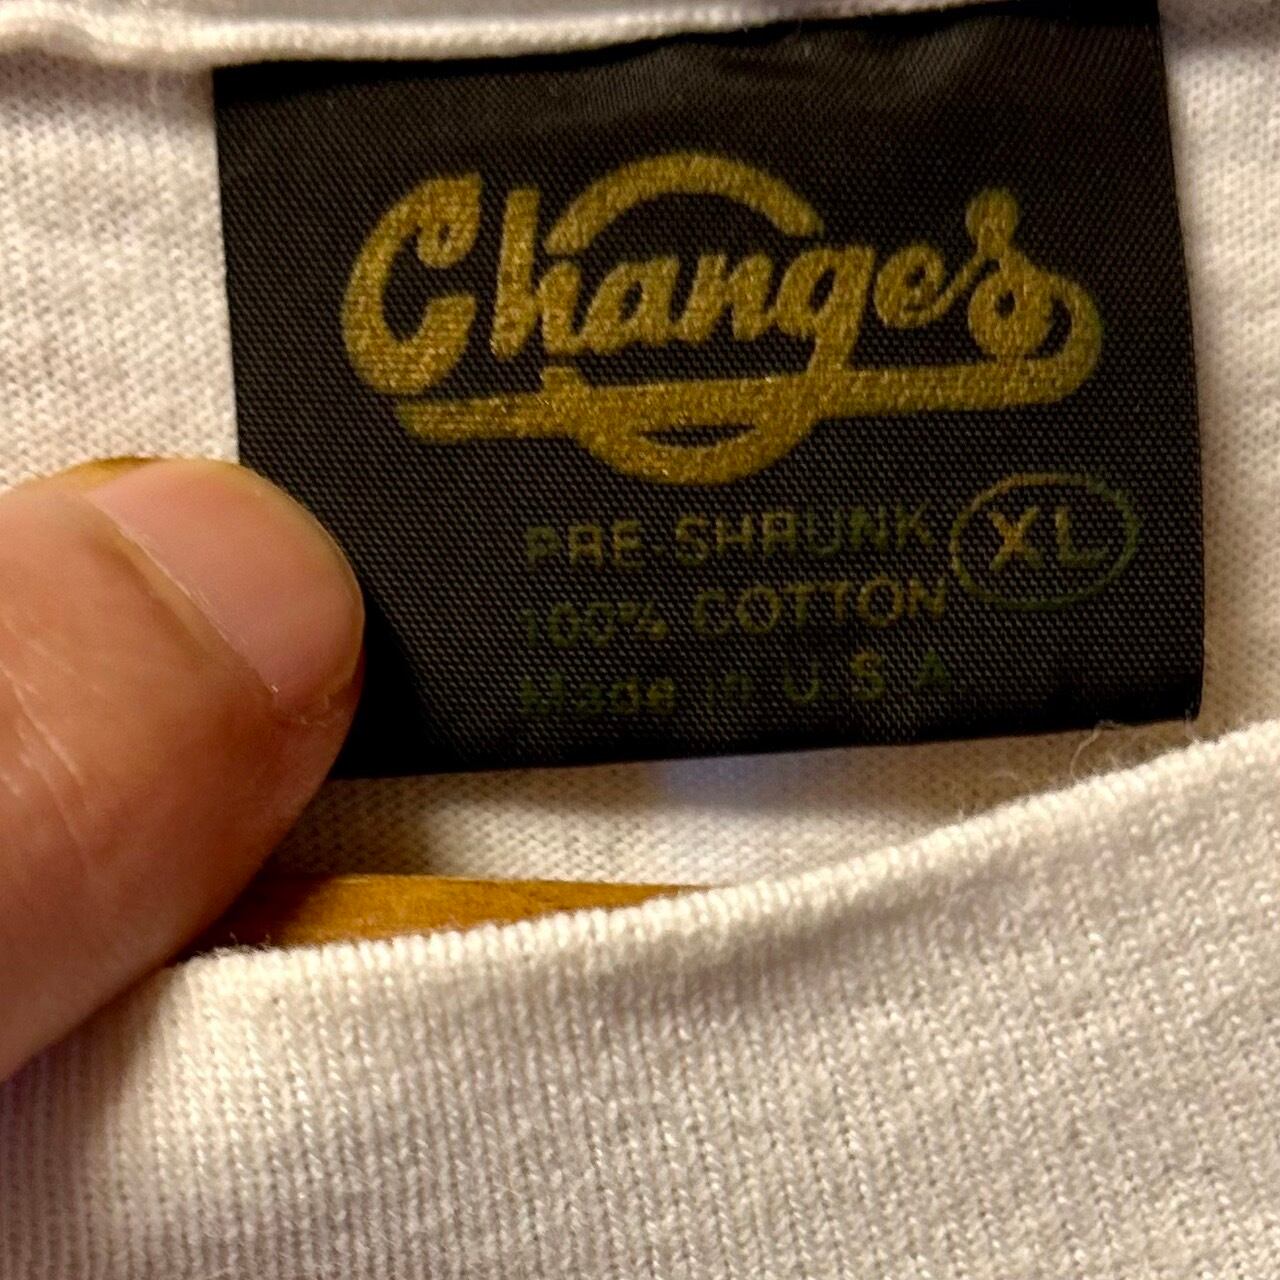 Changes
PRE-SHRUNK XL
100% COTTON
Made in U.S.A